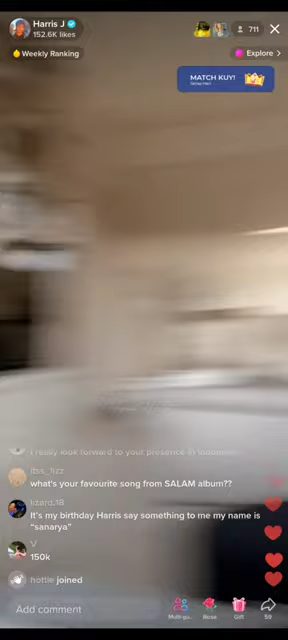 Harris J
152.6K likes
711
Weekly Ranking
Explore >
MATCH KUY!
I really look forward to your presence in
itss_lizz
what's your favourite song from SALAM album??
lizard.18
It's my birthday Harris say something to me my name is
“sanarya”
V
150k
hottie joined
Add comment
Multi-gu...
Rose
Gift
59